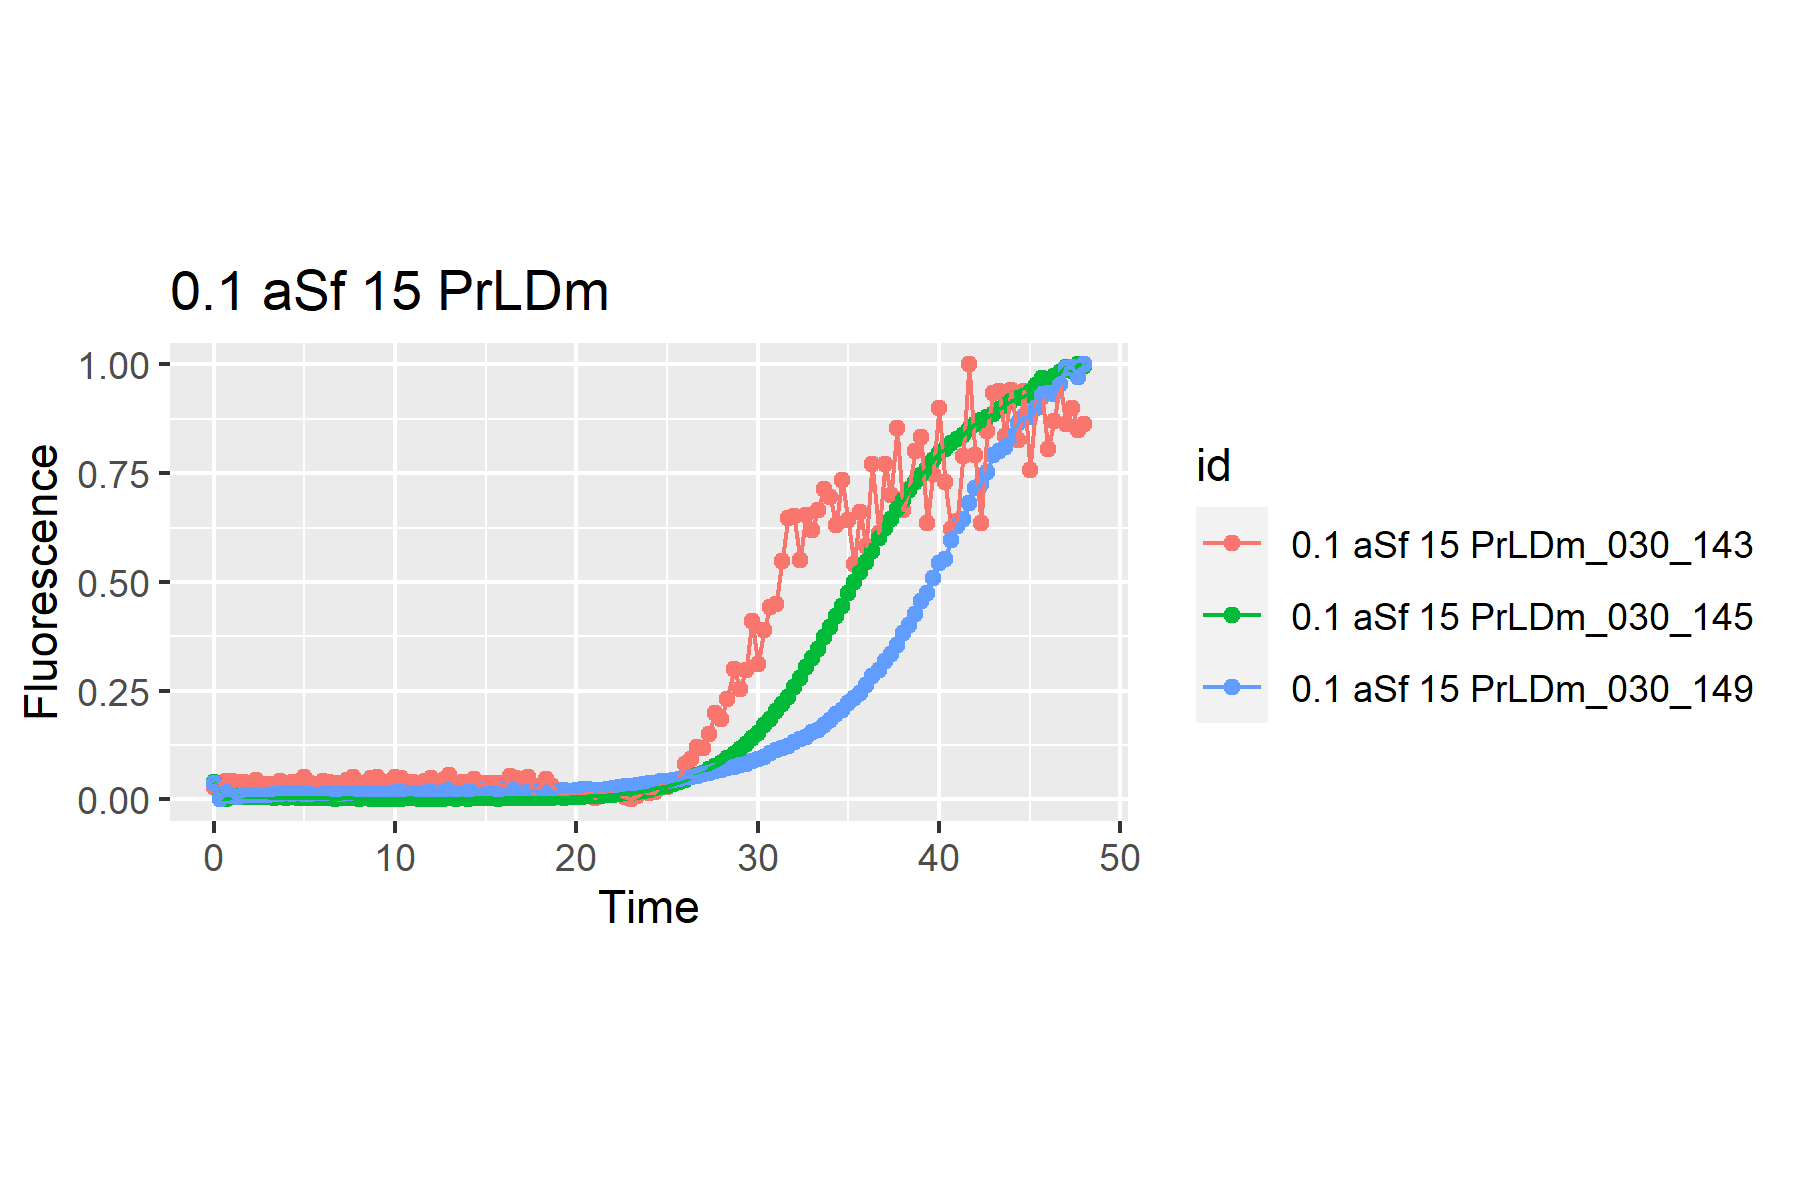 0.1 aSf 15 PrLDm
Fluorescence
1.00
0.75
0.50
0.25
0.00
0 10 20 30 40 50
Time
id
0.1 aSf 15 PrLDm_030_143
0.1 aSf 15 PrLDm_030_145
0.1 aSf 15 PrLDm_030_149